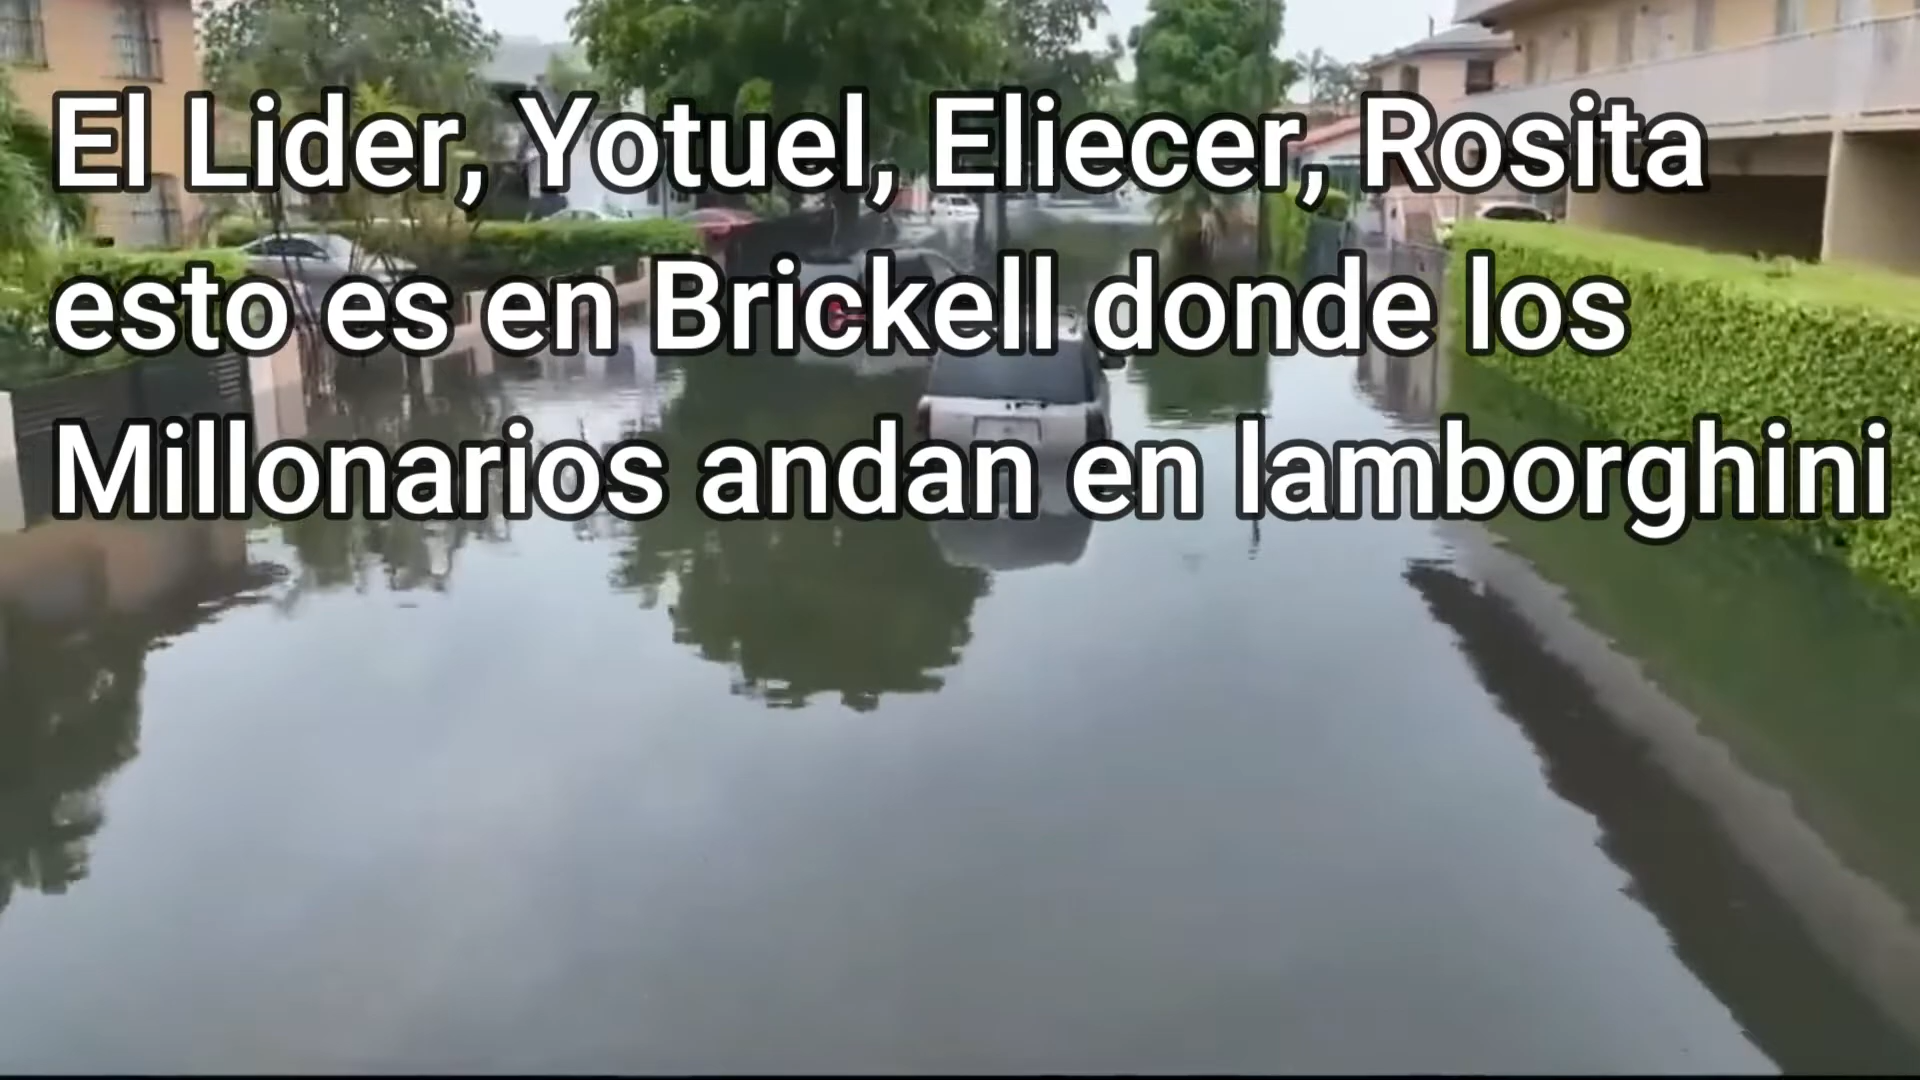 El Lider, Yotuel, Eliecer, Rosita
esto es en Brickell donde los
Millonarios andan en lamborghini